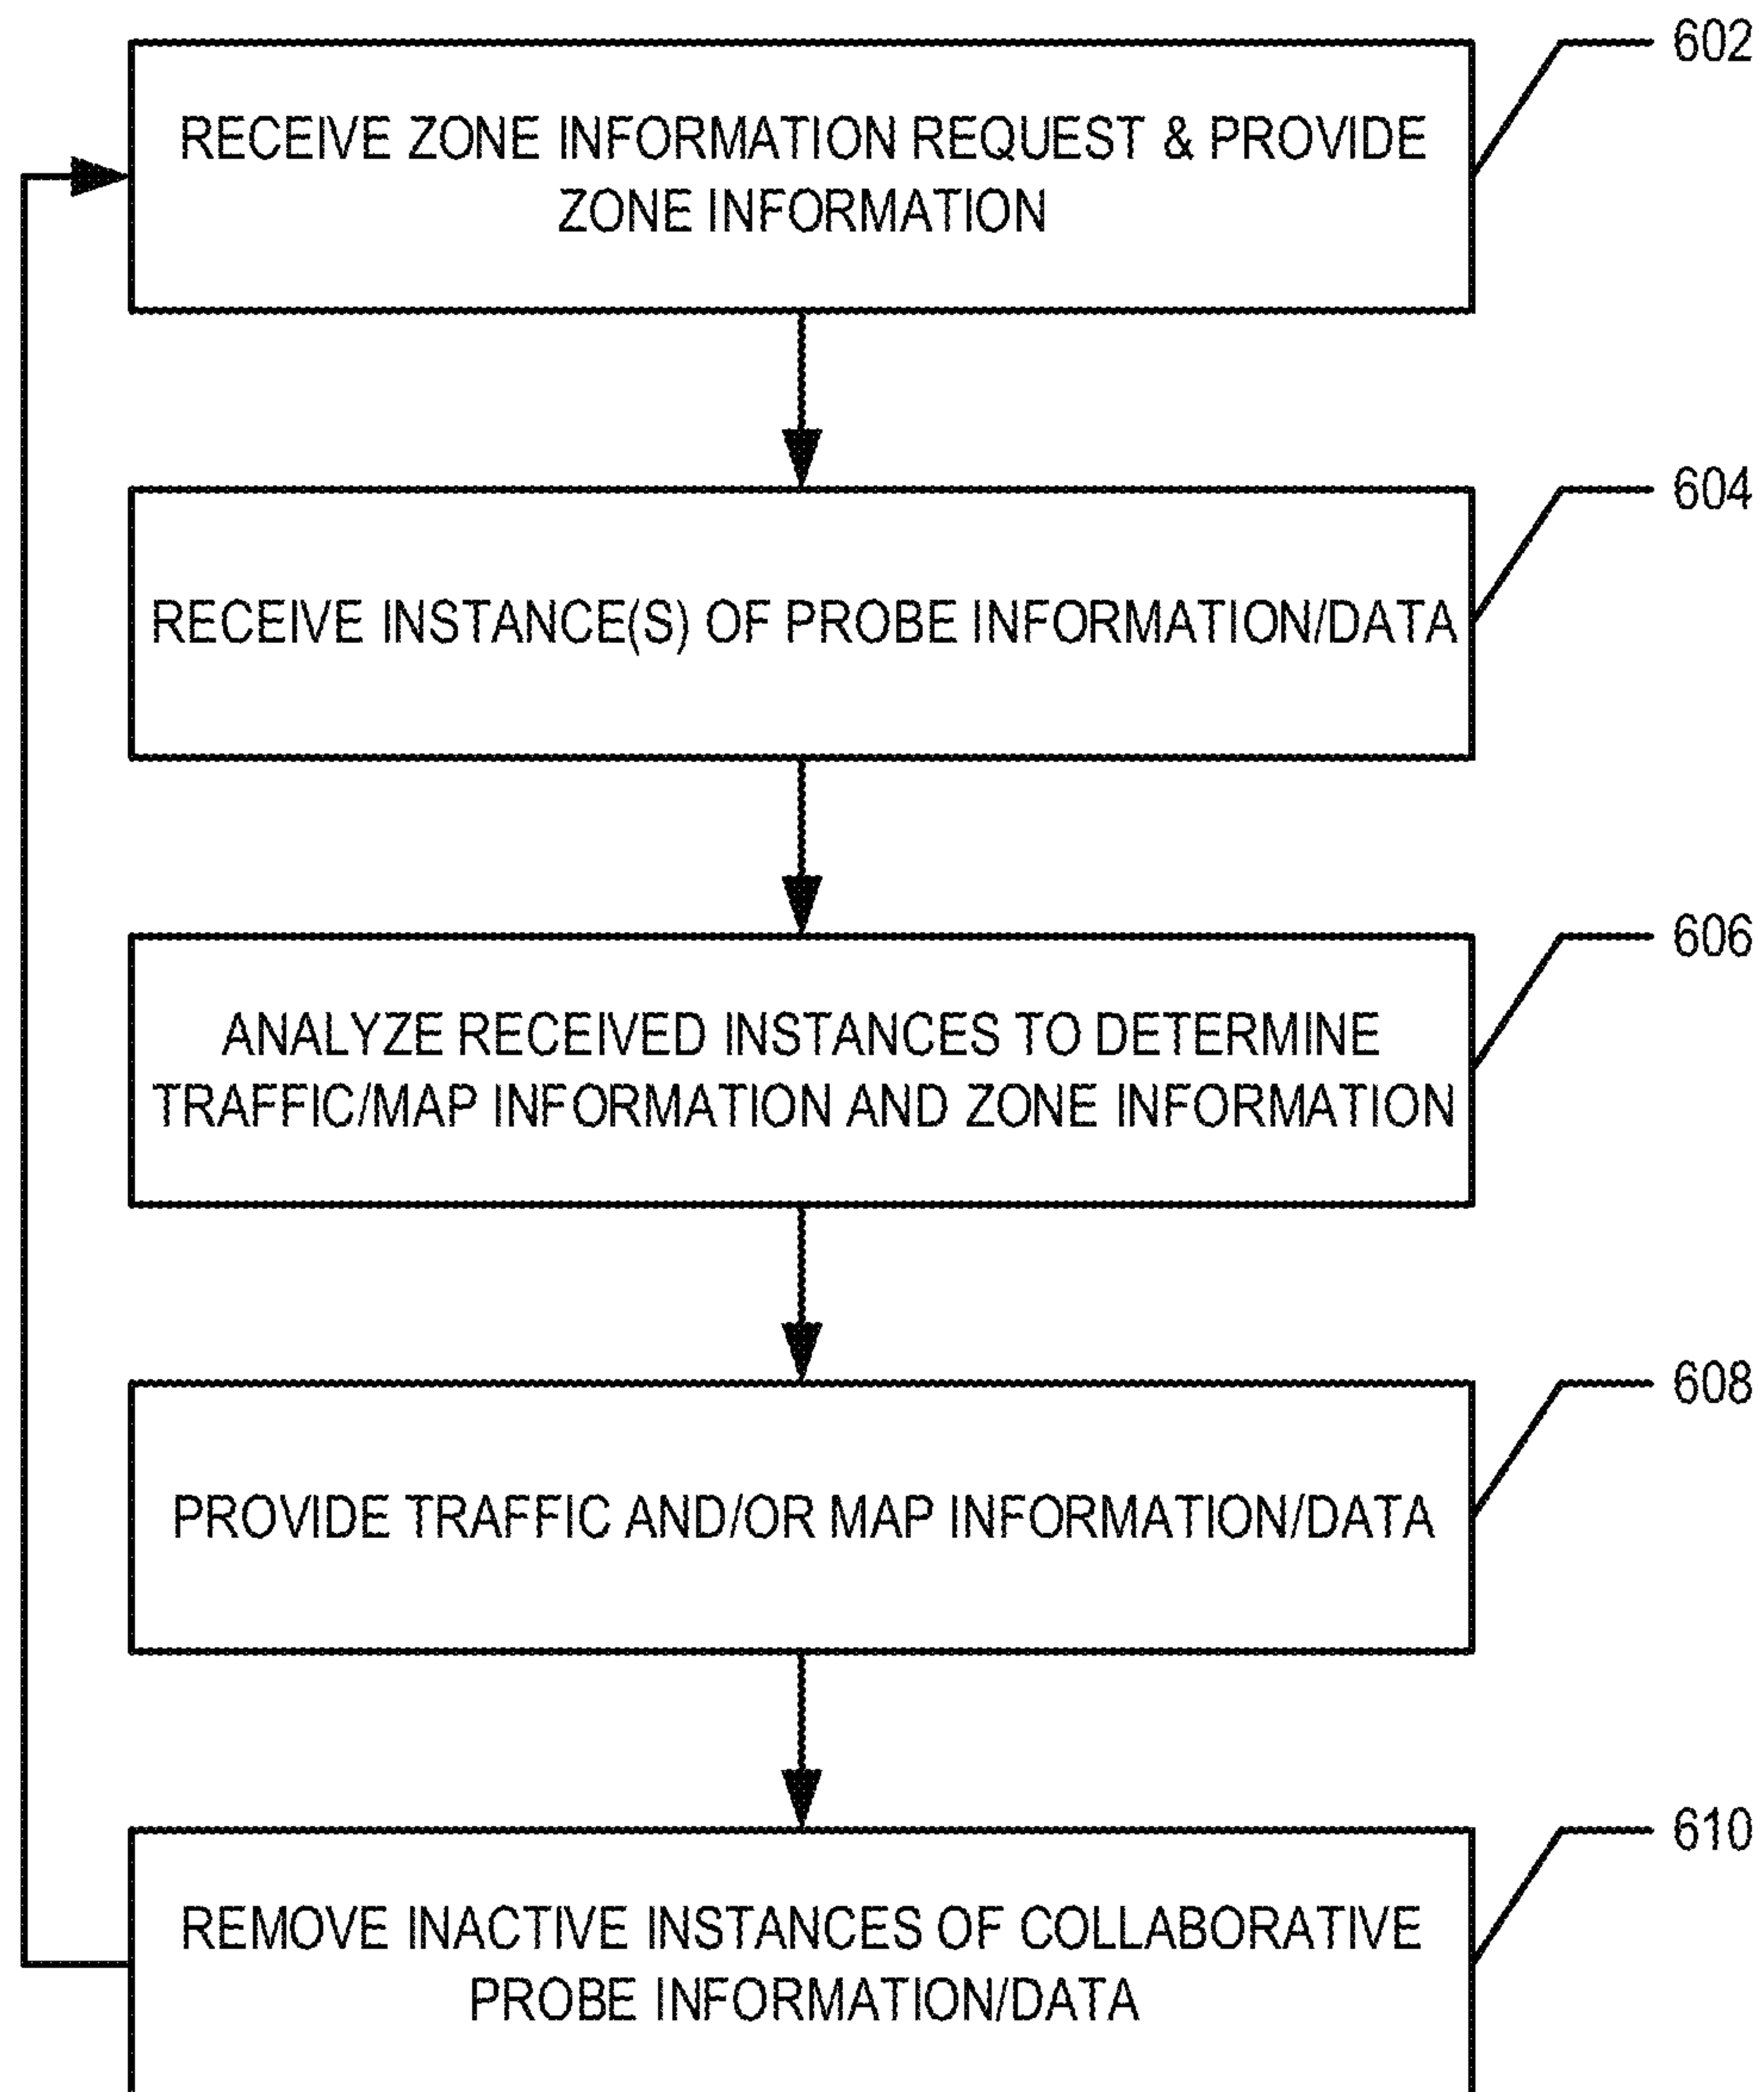 602
RECEIVE ZONE INFORMATION REQUEST & PROVIDE
ZONE INFORMATION
604
RECEIVE INSTANCE(S) OF PROBE INFORMATION/DATA
606
ANALYZE RECEIVED INSTANCES TO DETERMINE
TRAFFIC/MAP INFORMATION AND ZONE INFORMATION
608
PROVIDE TRAFFIC AND/OR MAP INFORMATION/DATA
610
REMOVE INACTIVE INSTANCES OF COLLABORATIVE
PROBE INFORMATION/DATA